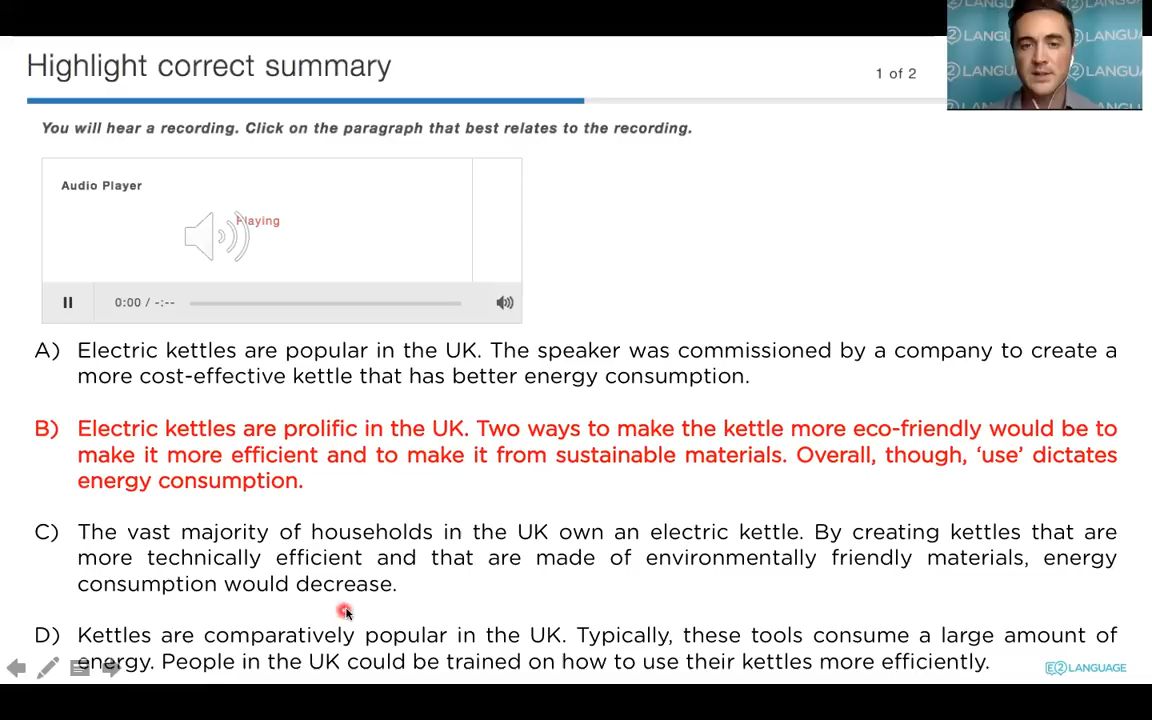 Highlight correct summary
1 of 2
You will hear a recording. Click on the paragraph that best relates to the recording.
Audio Player
Playing
0:00 / -:--
A) Electric kettles are popular in the UK. The speaker was commissioned by a company to create a
more cost-effective kettle that has better energy consumption.
B) Electric kettles are prolific in the UK. Two ways to make the kettle more eco-friendly would be to
make it more efficient and to make it from sustainable materials. Overall, though, ‘use’ dictates
energy consumption.
C) The vast majority of households in the UK own an electric kettle. By creating kettles that are
more technically efficient and that are made of environmentally friendly materials, energy
consumption would decrease.
D) Kettles are comparatively popular in the UK. Typically, these tools consume a large amount of
energy. People in the UK could be trained on how to use their kettles more efficiently.
E2 LANGUAGE